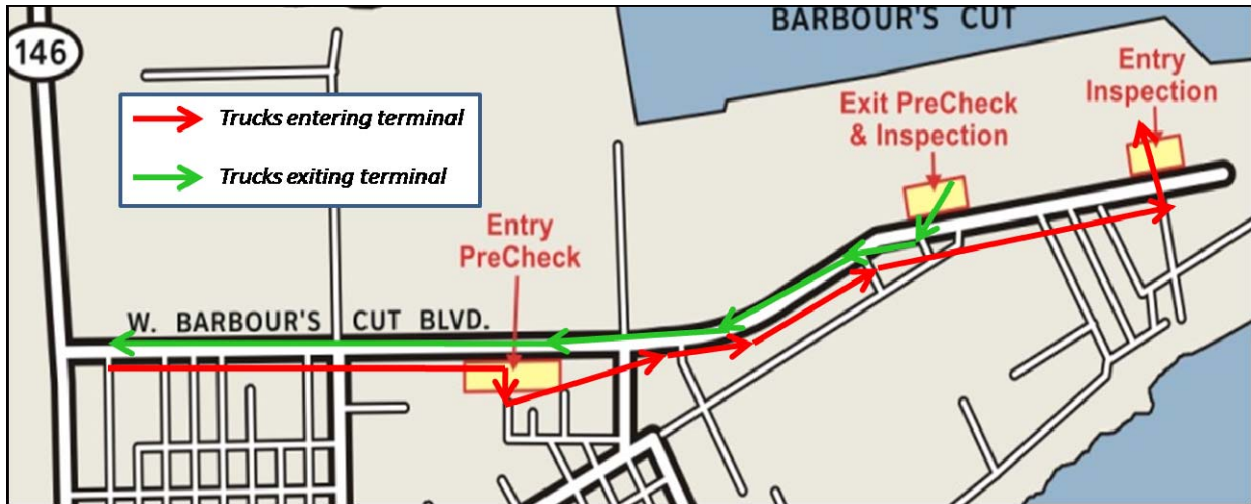 BARBOUR'S CUT
146
Entry
Inspection
Exit PreCheck
& Inspection
Trucks entering terminal
Trucks exiting terminal
Entry
PreCheck
W. BARBOUR'S CUT BLVD.